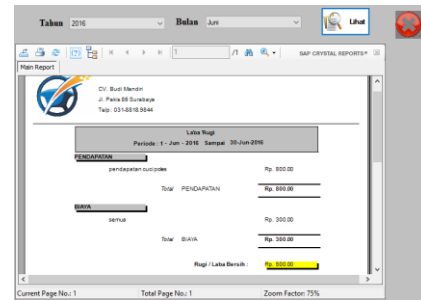 Tahun 2016 Bulan Juni Lihat
1 /1 SAP CRYSTAL REPORTS®
Main Report
CV. Budi Mandiri
Jl. Pakis 86 Surabaya
Telp: 031-8818.9844
Laba Rugi
Periode : 1 - Jun - 2016 Sampai 30-Jun-2016
PENDAPATAN
pendapatan cuci poles Rp. 800.00
Total PENDAPATAN Rp. 800.00
BIAYA
semua Rp. 300.00
Total BIAYA Rp. 300.00
Rugi / Laba Bersih : Rp. 500.00
Current Page No.: 1 Total Page No.: 1 Zoom Factor: 75%